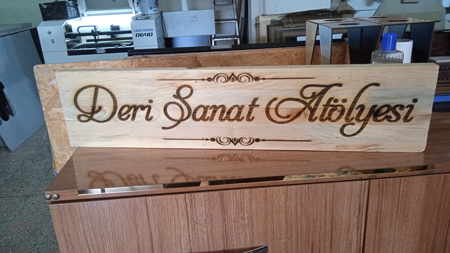 Deri Sanat Atölyesi